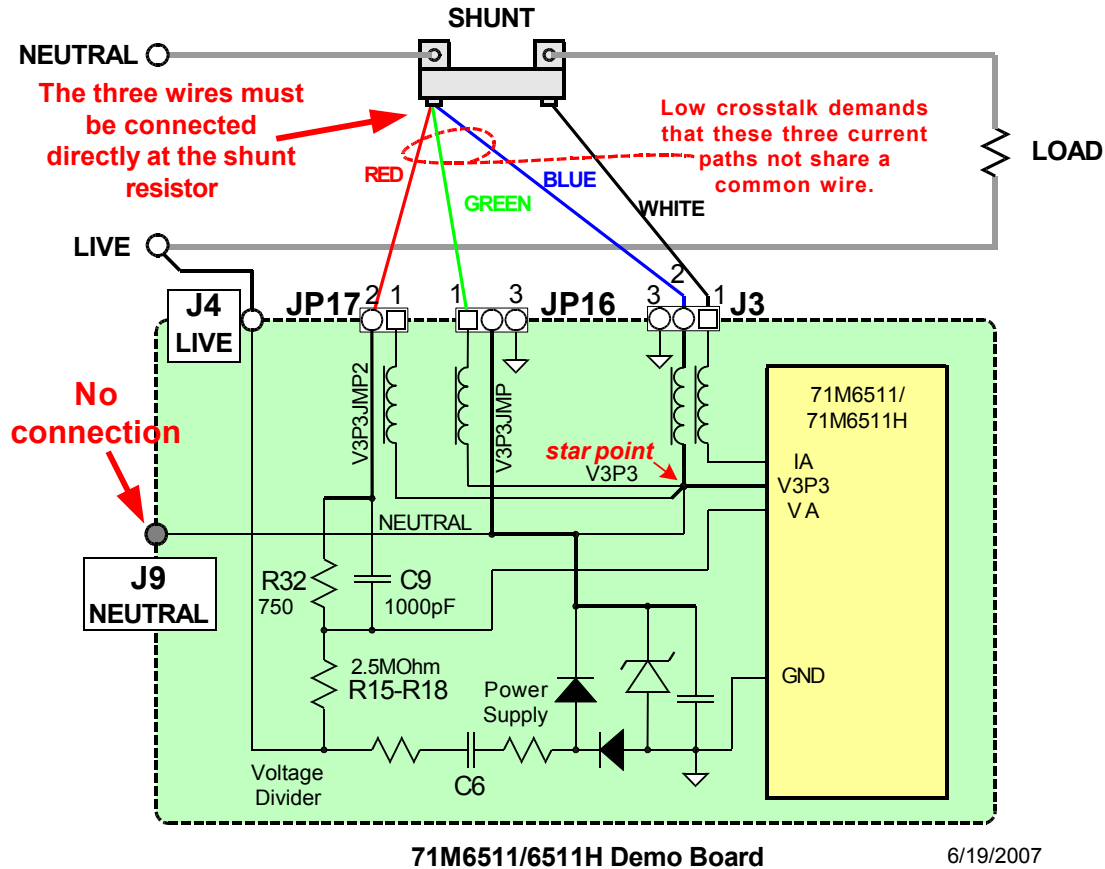 SHUNT
NEUTRAL
The three wires must
be connected
directly at the shunt
resistor
Low crosstalk demands
that these three current
paths not share a
common wire.
LOAD
RED
BLUE
GREEN
WHITE
LIVE
J4
LIVE
JP17
2
1
1
3
JP16
3
2
1
J3
No
connection
V3P3JMP2
V3P3JMP
star point
V3P3
71M6511/
71M6511H
IA
V3P3
VA
GND
NEUTRAL
J9
NEUTRAL
R32
750
C9
1000pF
2.5MOhm
R15-R18
Power
Supply
Voltage
Divider
C6
71M6511/6511H Demo Board
6/19/2007